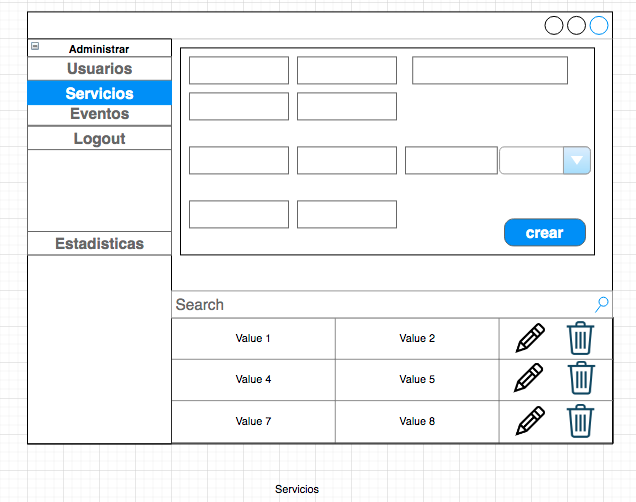 Administrar
Usuarios
Servicios
Eventos
Logout
Estadisticas
crear
Search
Value 1 Value 2
Value 4 Value 5
Value 7 Value 8
Servicios